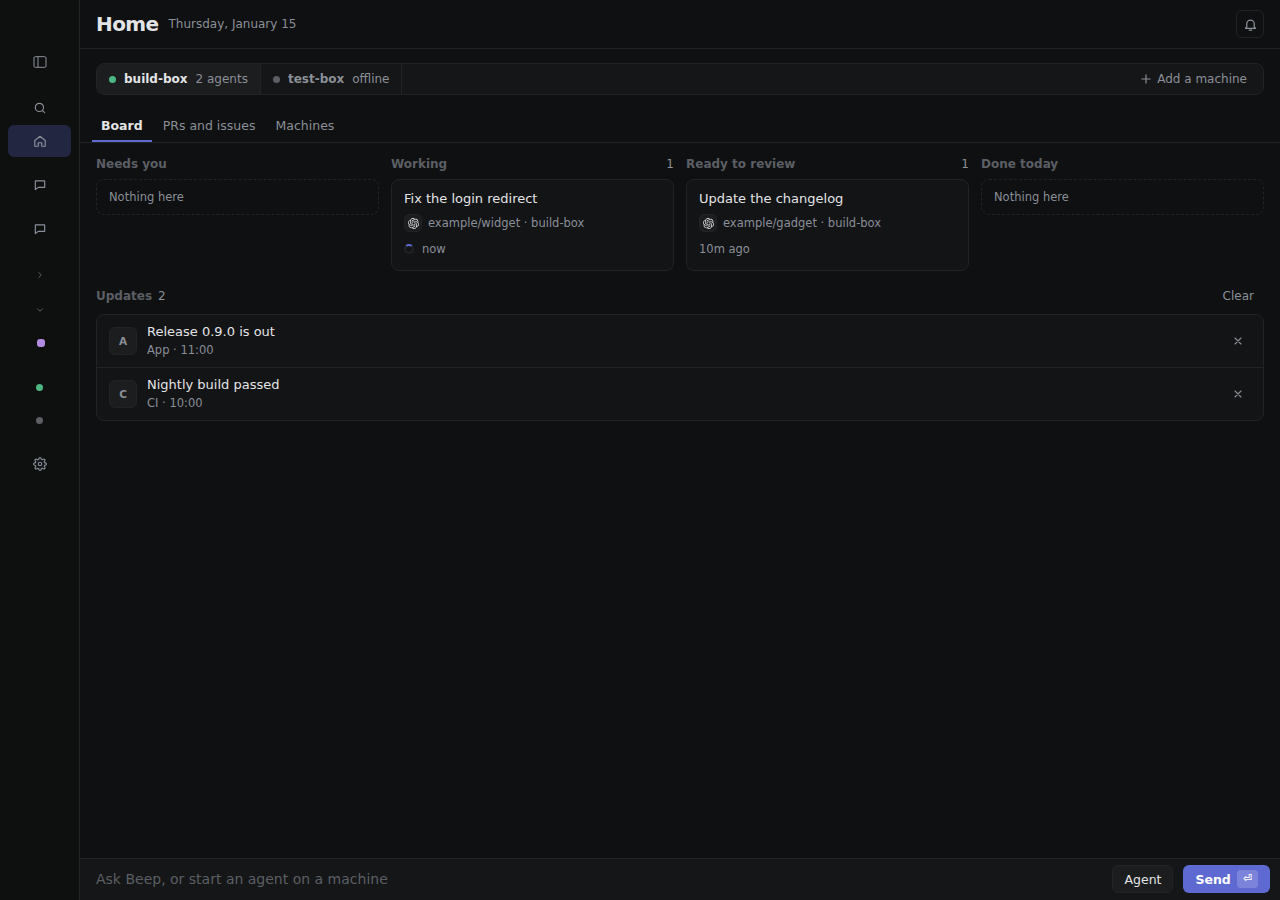 Home Thursday, January 15
build-box 2 agents test-box offline Add a machine
Board PRs and issues Machines
Needs you
Nothing here
Working 1
Fix the login redirect
example/widget · build-box
now
Ready to review 1
Update the changelog
example/gadget · build-box
10m ago
Done today
Nothing here
Updates 2 Clear
A Release 0.9.0 is out
App · 11:00
C Nightly build passed
CI · 10:00
Ask Beep, or start an agent on a machine Agent Send ⏎